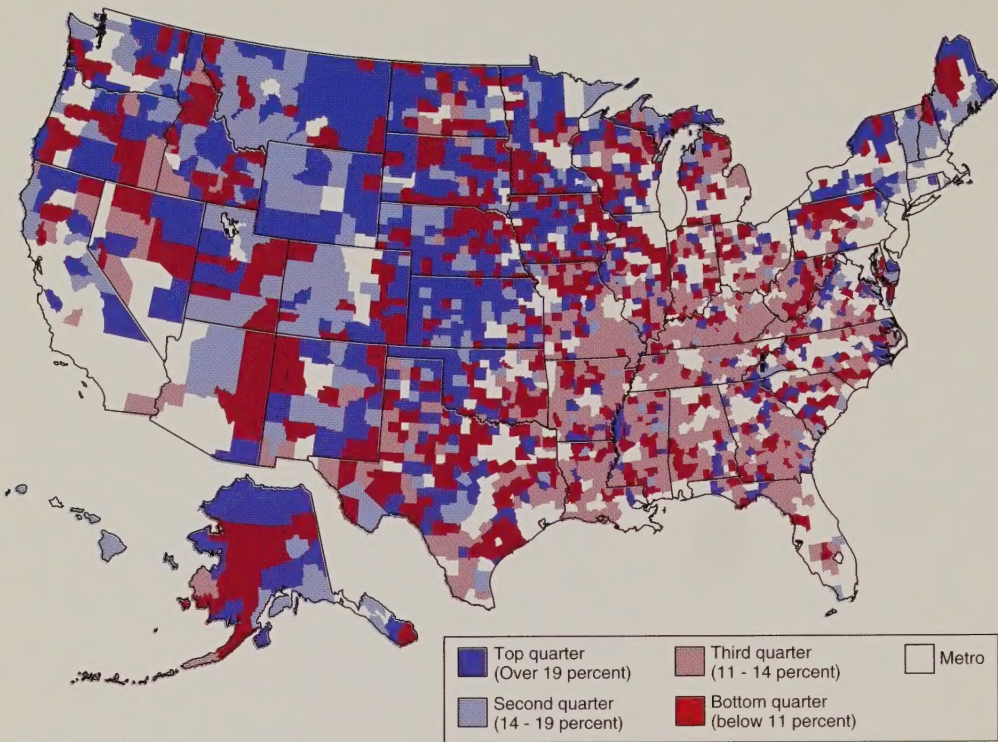 Top quarter
(Over 19 percent)
Second quarter
(14 - 19 percent)
Third quarter
(11 - 14 percent)
Bottom quarter
(below 11 percent)
Metro